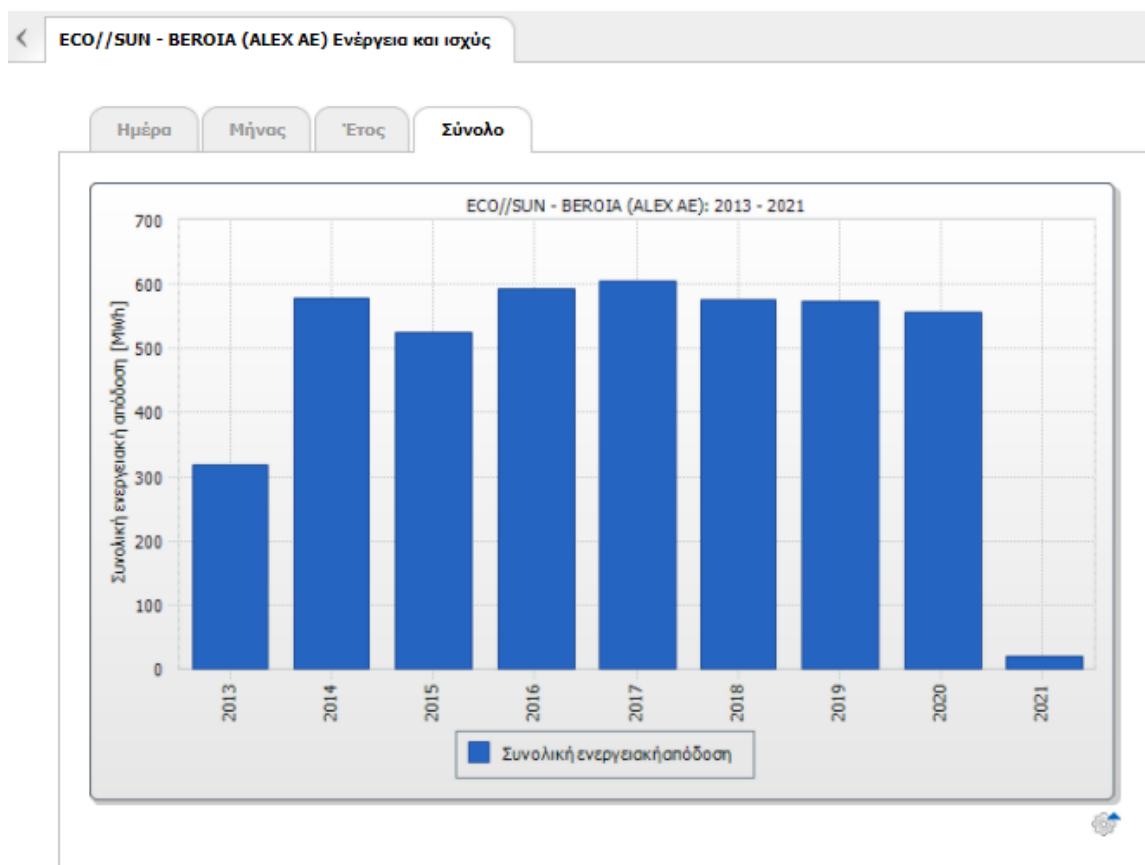 ECO//SUN - BEROIA (ALEX AE) Ενέργεια και ισχύς
Ημέρα Μήνας Έτος Σύνολο
ECO//SUN - BEROIA (ALEX AE): 2013 - 2021
Συνολική ενεργειακή απόδοση [MWh]
700
600
500
400
300
200
100
0
2013 2014 2015 2016 2017 2018 2019 2020 2021
Συνολική ενεργειακή απόδοση